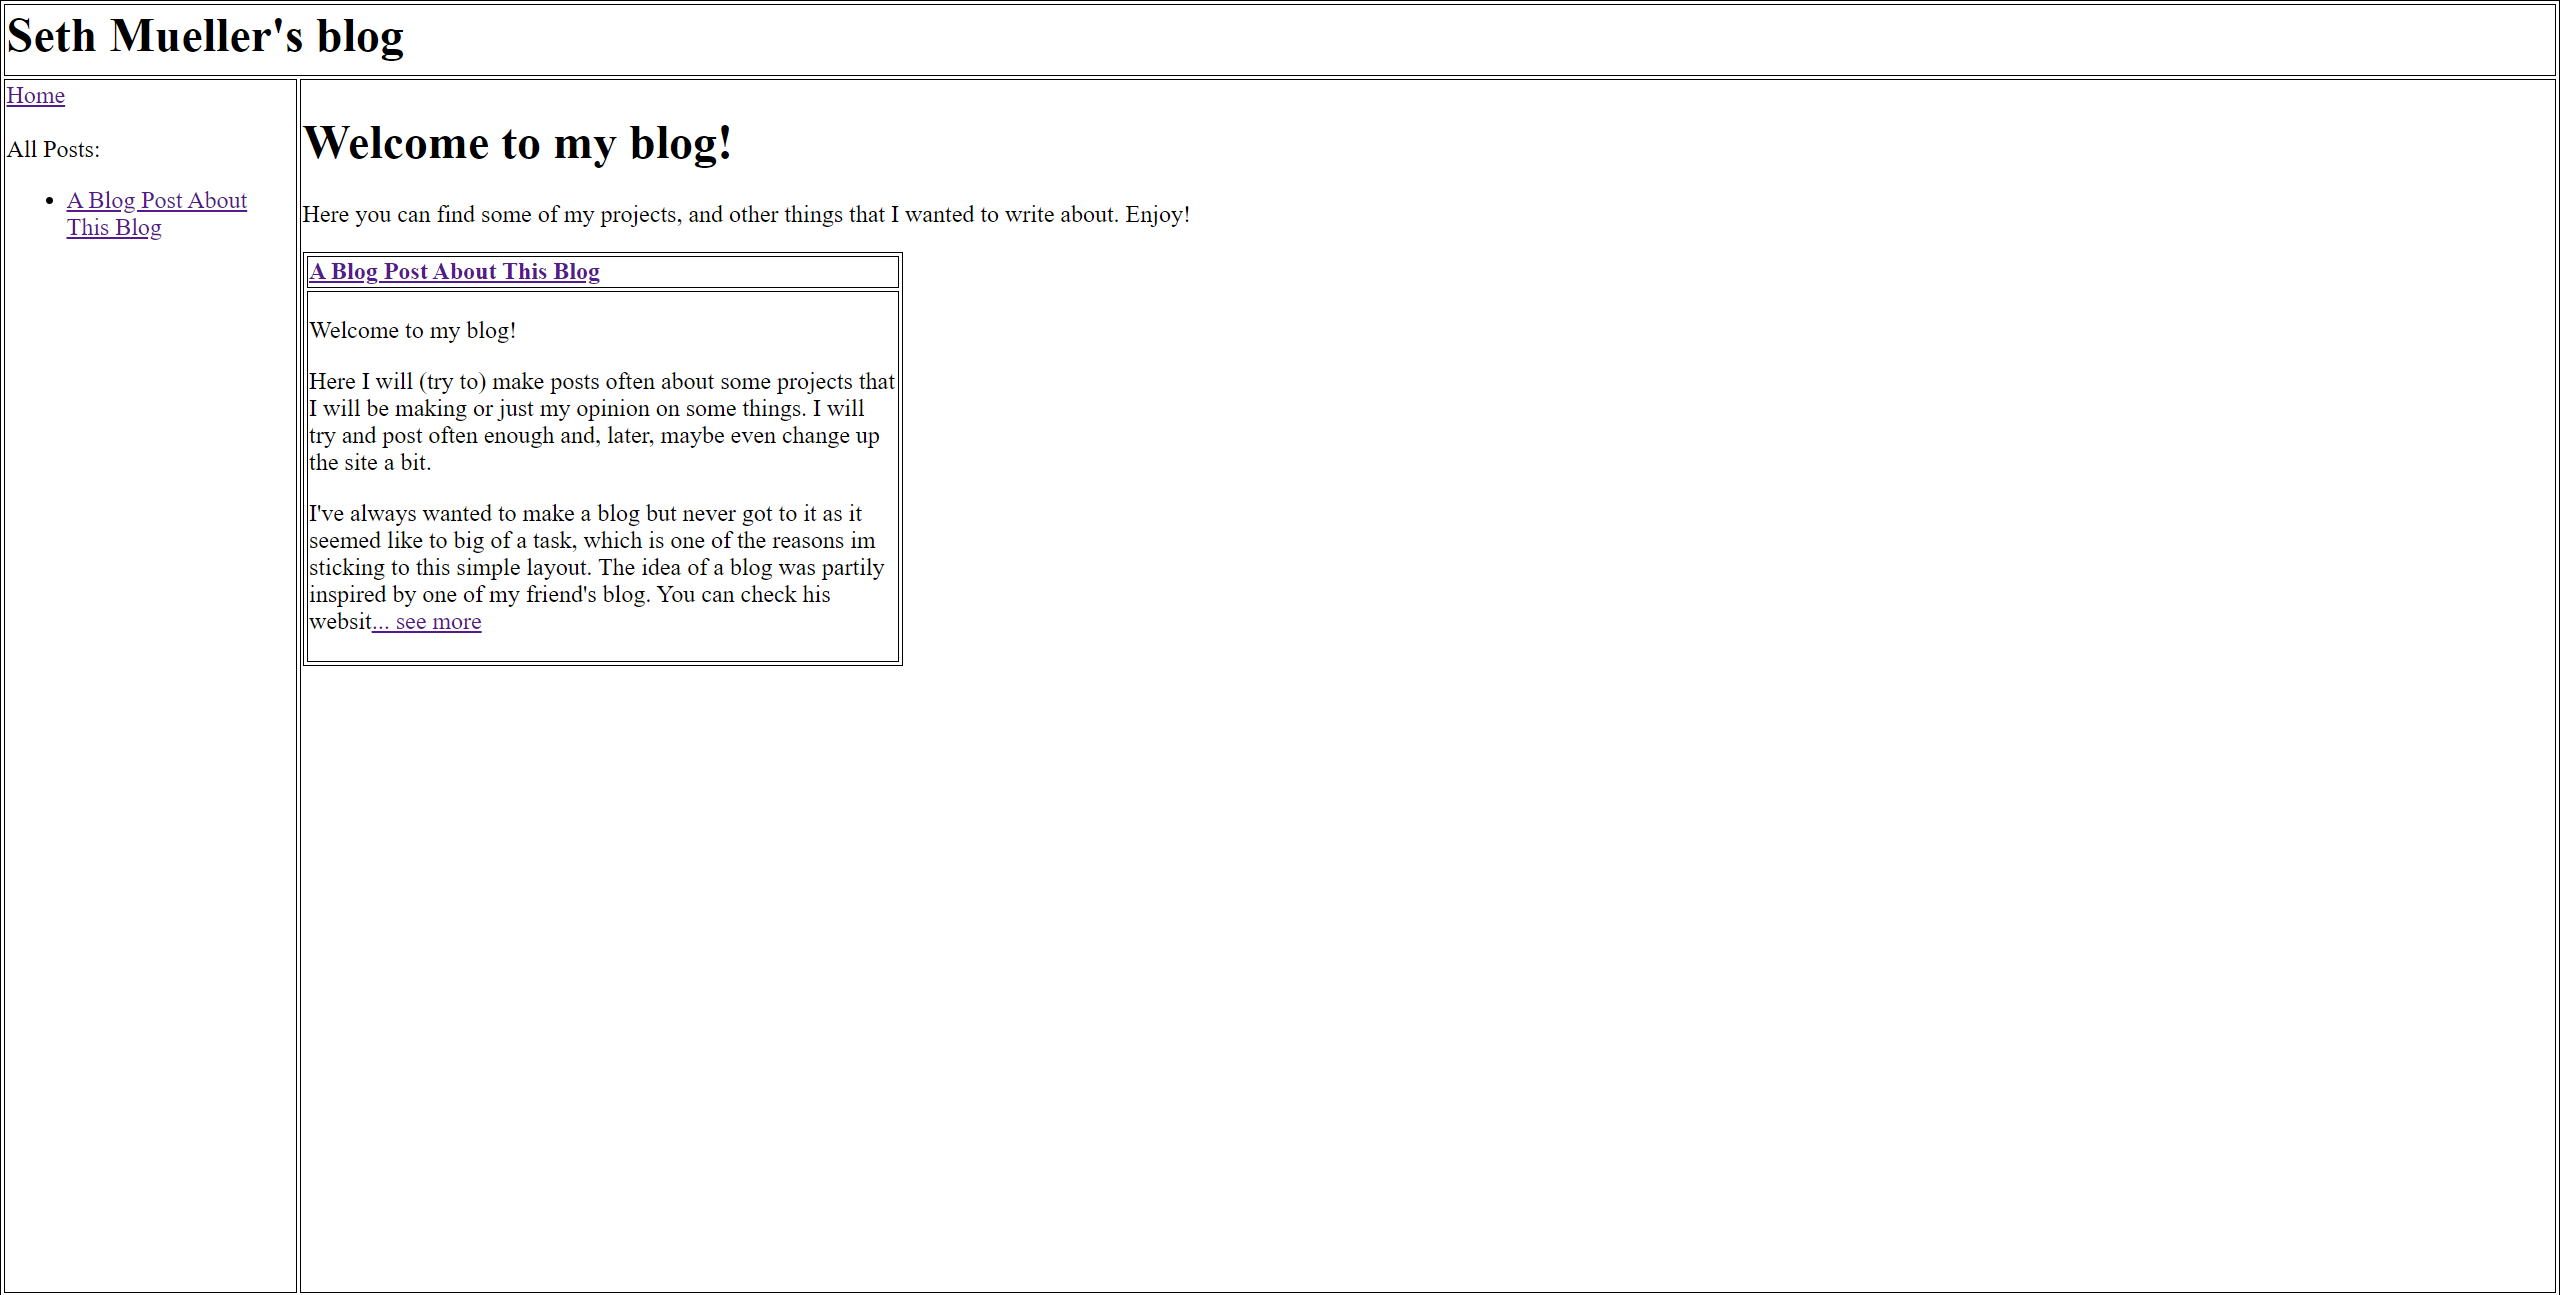 Seth Mueller's blog
Home
All Posts:
A Blog Post About
This Blog
Welcome to my blog!
Here you can find some of my projects, and other things that I wanted to write about. Enjoy!
A Blog Post About This Blog
Welcome to my blog!
Here I will (try to) make posts often about some projects that
I will be making or just my opinion on some things. I will
try and post often enough and, later, maybe even change up
the site a bit.
I've always wanted to make a blog but never got to it as it
seemed like to big of a task, which is one of the reasons im
sticking to this simple layout. The idea of a blog was partily
inspired by one of my friend's blog. You can check his
websit... see more